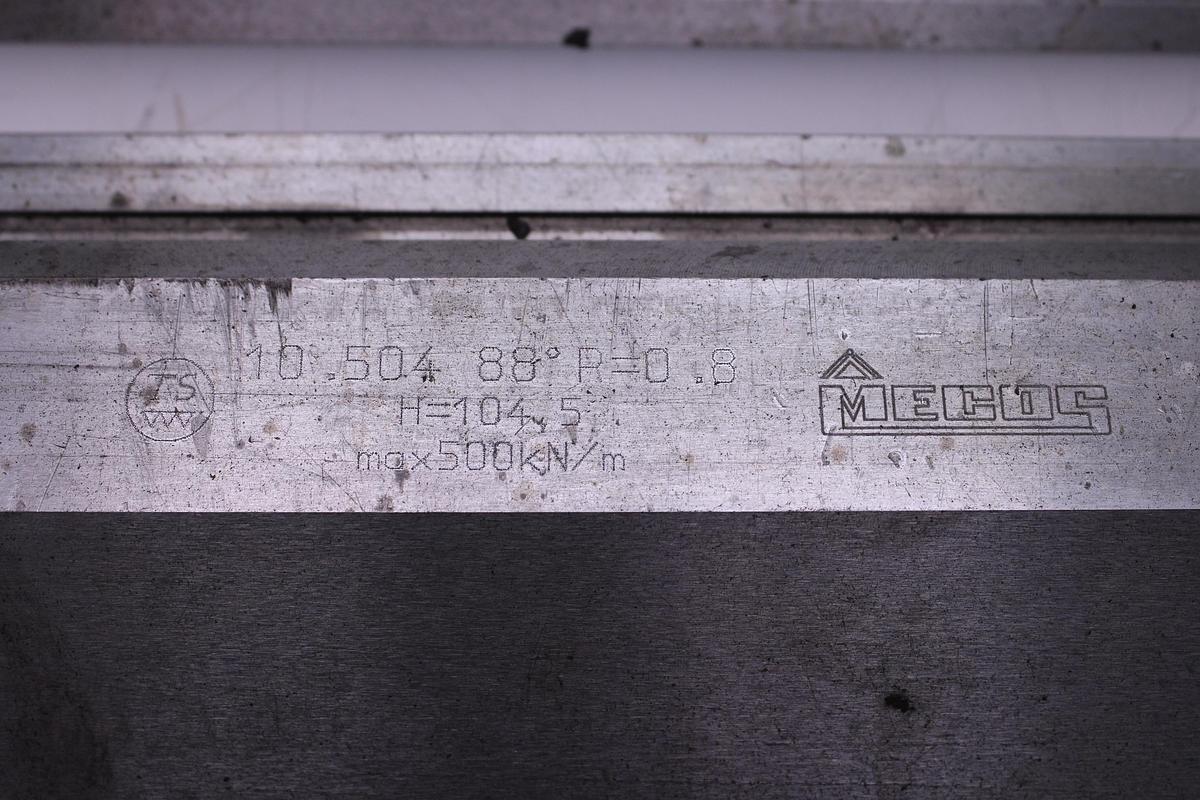 TS
10.504 88° R=0.8
H=104,5
max500kN/m
MECOS